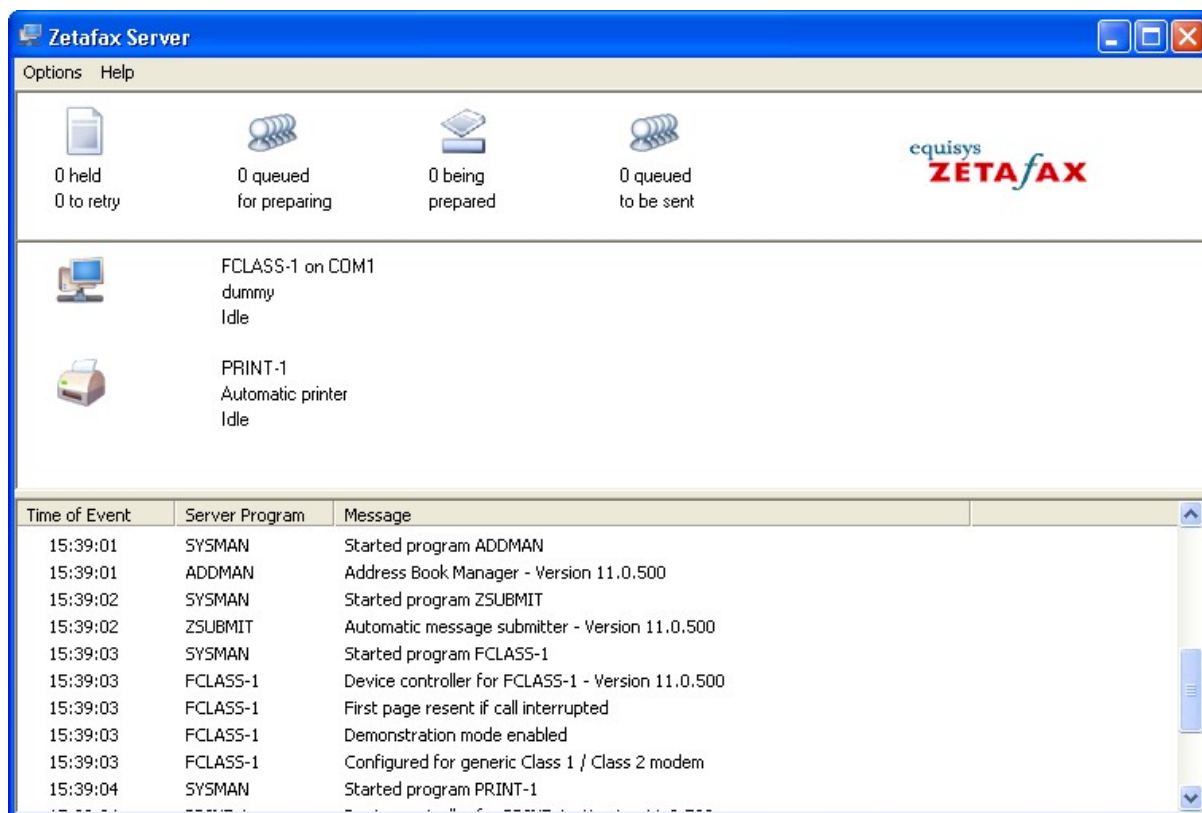 Zetafax Server
Options Help
0 held
0 to retry
0 queued
for preparing
0 being
prepared
0 queued
to be sent
equisys
ZETAfAX
FCLASS-1 on COM1
dummy
Idle
PRINT-1
Automatic printer
Idle
Time of Event Server Program Message
15:39:01 SYSMAN Started program ADDMAN
15:39:01 ADDMAN Address Book Manager - Version 11.0.500
15:39:02 SYSMAN Started program ZSUBMIT
15:39:02 ZSUBMIT Automatic message submitter - Version 11.0.500
15:39:03 SYSMAN Started program FCLASS-1
15:39:03 FCLASS-1 Device controller for FCLASS-1 - Version 11.0.500
15:39:03 FCLASS-1 First page resent if call interrupted
15:39:03 FCLASS-1 Demonstration mode enabled
15:39:03 FCLASS-1 Configured for generic Class 1 / Class 2 modem
15:39:04 SYSMAN Started program PRINT-1